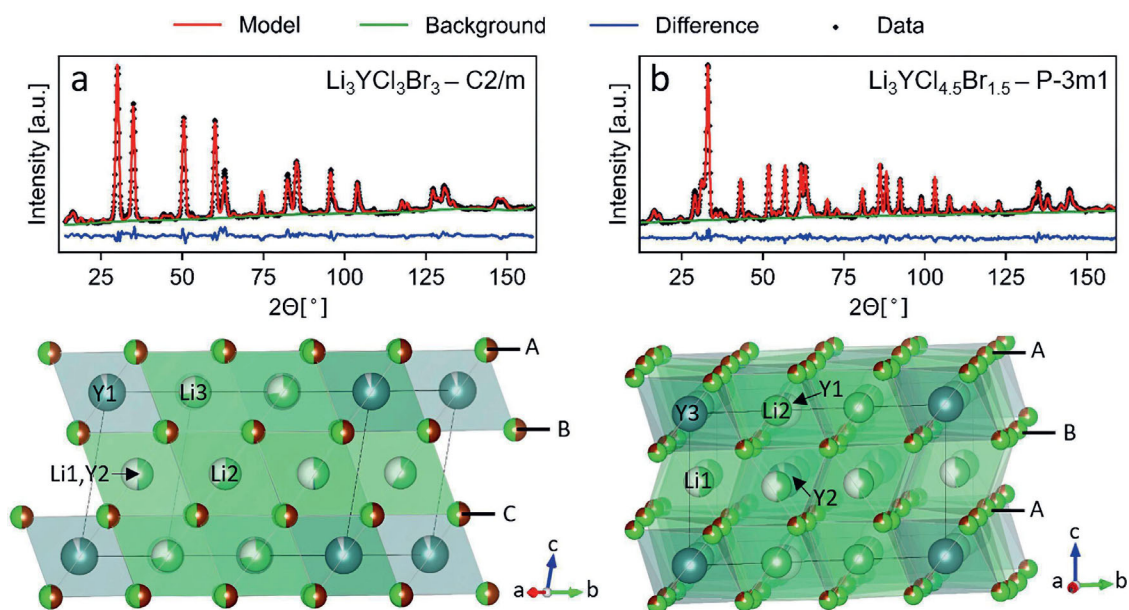 Model Background Difference Data
a Li₃YCl₃Br₃ – C2/m
Intensity [a.u.]
25 50 75 100 125 150
2Θ[°]
b Li₃YCl₄.₅Br₁.₅ – P-3m1
Intensity [a.u.]
25 50 75 100 125 150
2Θ[°]
A
Y1 Li3
B
Li1,Y2 Li2
C
c
a b
A
Y1
Y3 Li2
B
Li1
Y2
A
c
a b